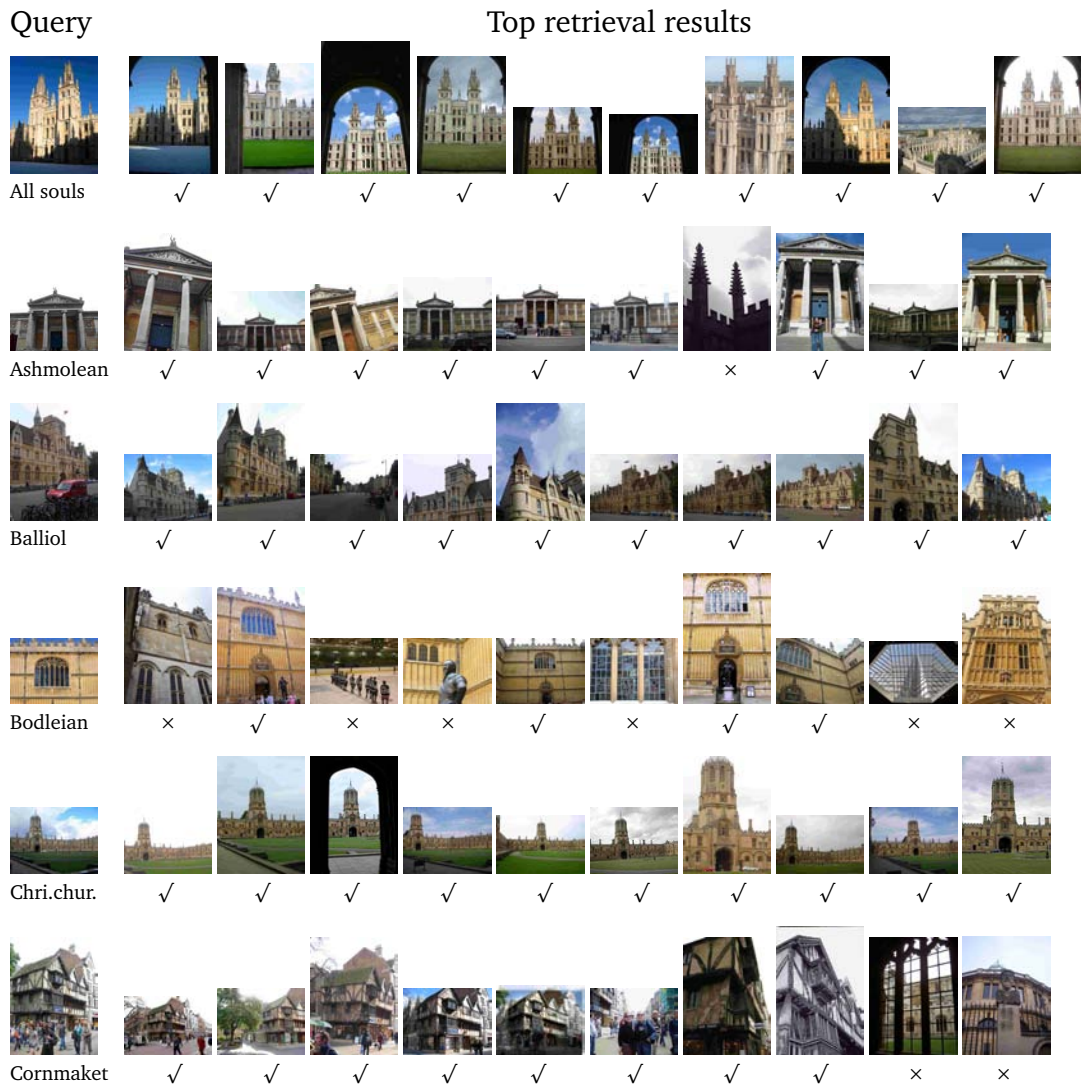 Query Top retrieval results
√ √ √ √ √ √ √ √ √ √
All souls
√ √ √ √ √ √ × √ √ √
Ashmolean
√ √ √ √ √ √ √ √ √ √
Balliol
× √ × × √ × √ √ × ×
Bodleian
√ √ √ √ √ √ √ √ √ √
Chri.chur.
√ √ √ √ √ √ √ √ × ×
Cornmaket